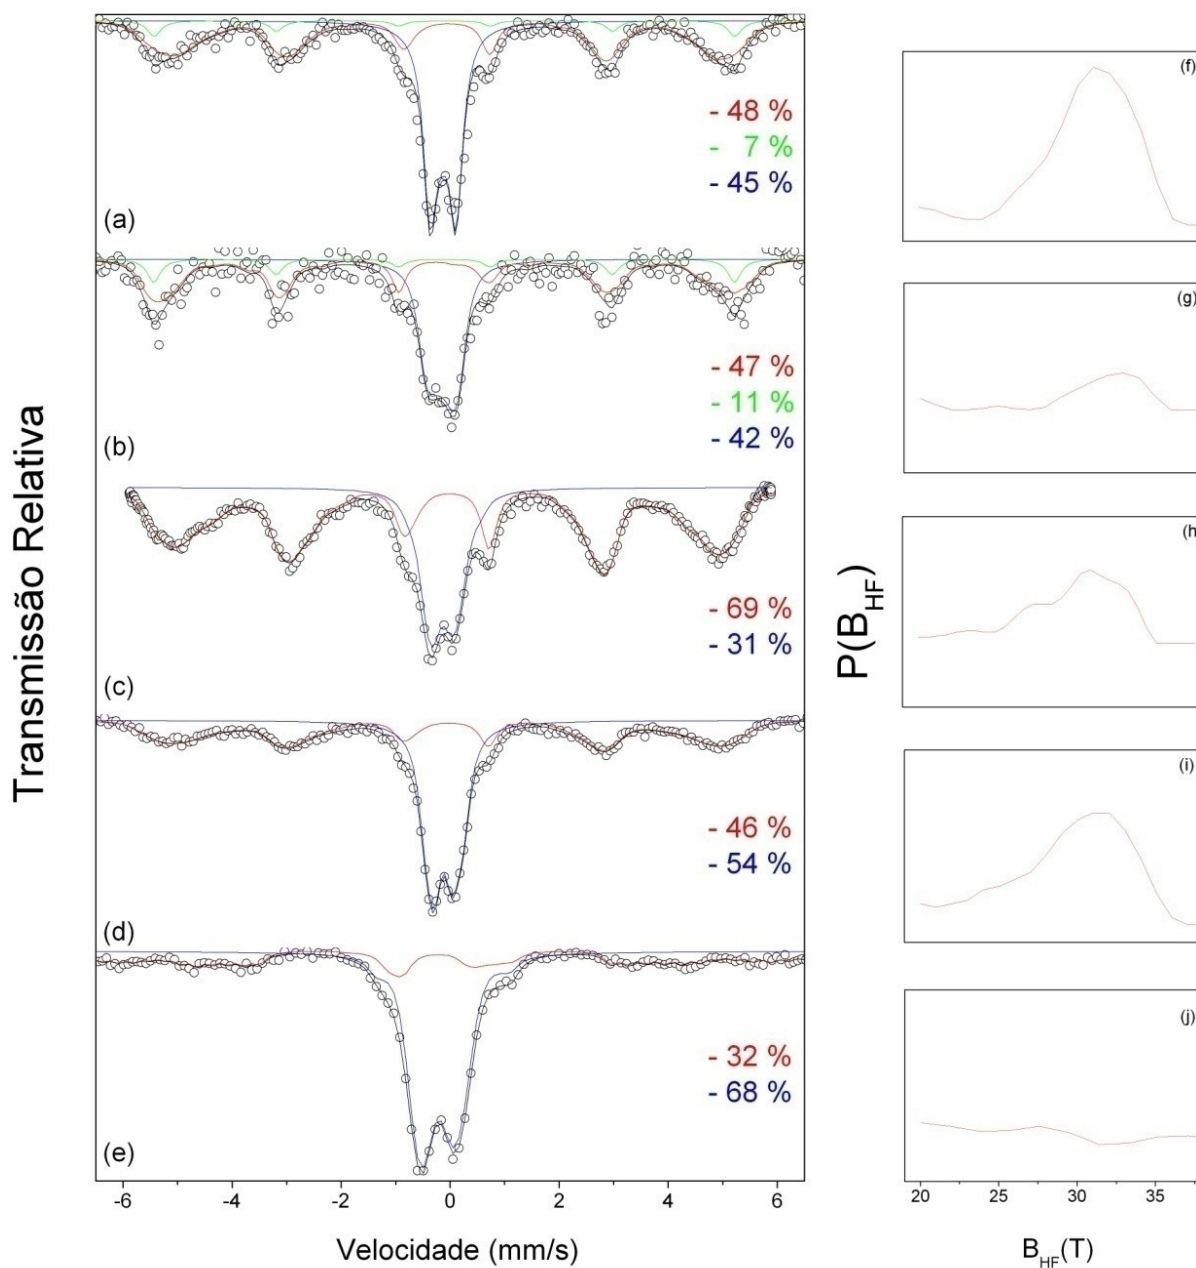 Transmissão Relativa
- 48 %
- 7 %
- 45 %
(a)
- 47 %
- 11 %
- 42 %
(b)
- 69 %
- 31 %
(c)
- 46 %
- 54 %
(d)
- 32 %
- 68 %
(e)
-6 -4 -2 0 2 4 6
Velocidade (mm/s)
P(B_HF)
(f)
(g)
(h
(i)
(j)
20 25 30 35
B_HF(T)